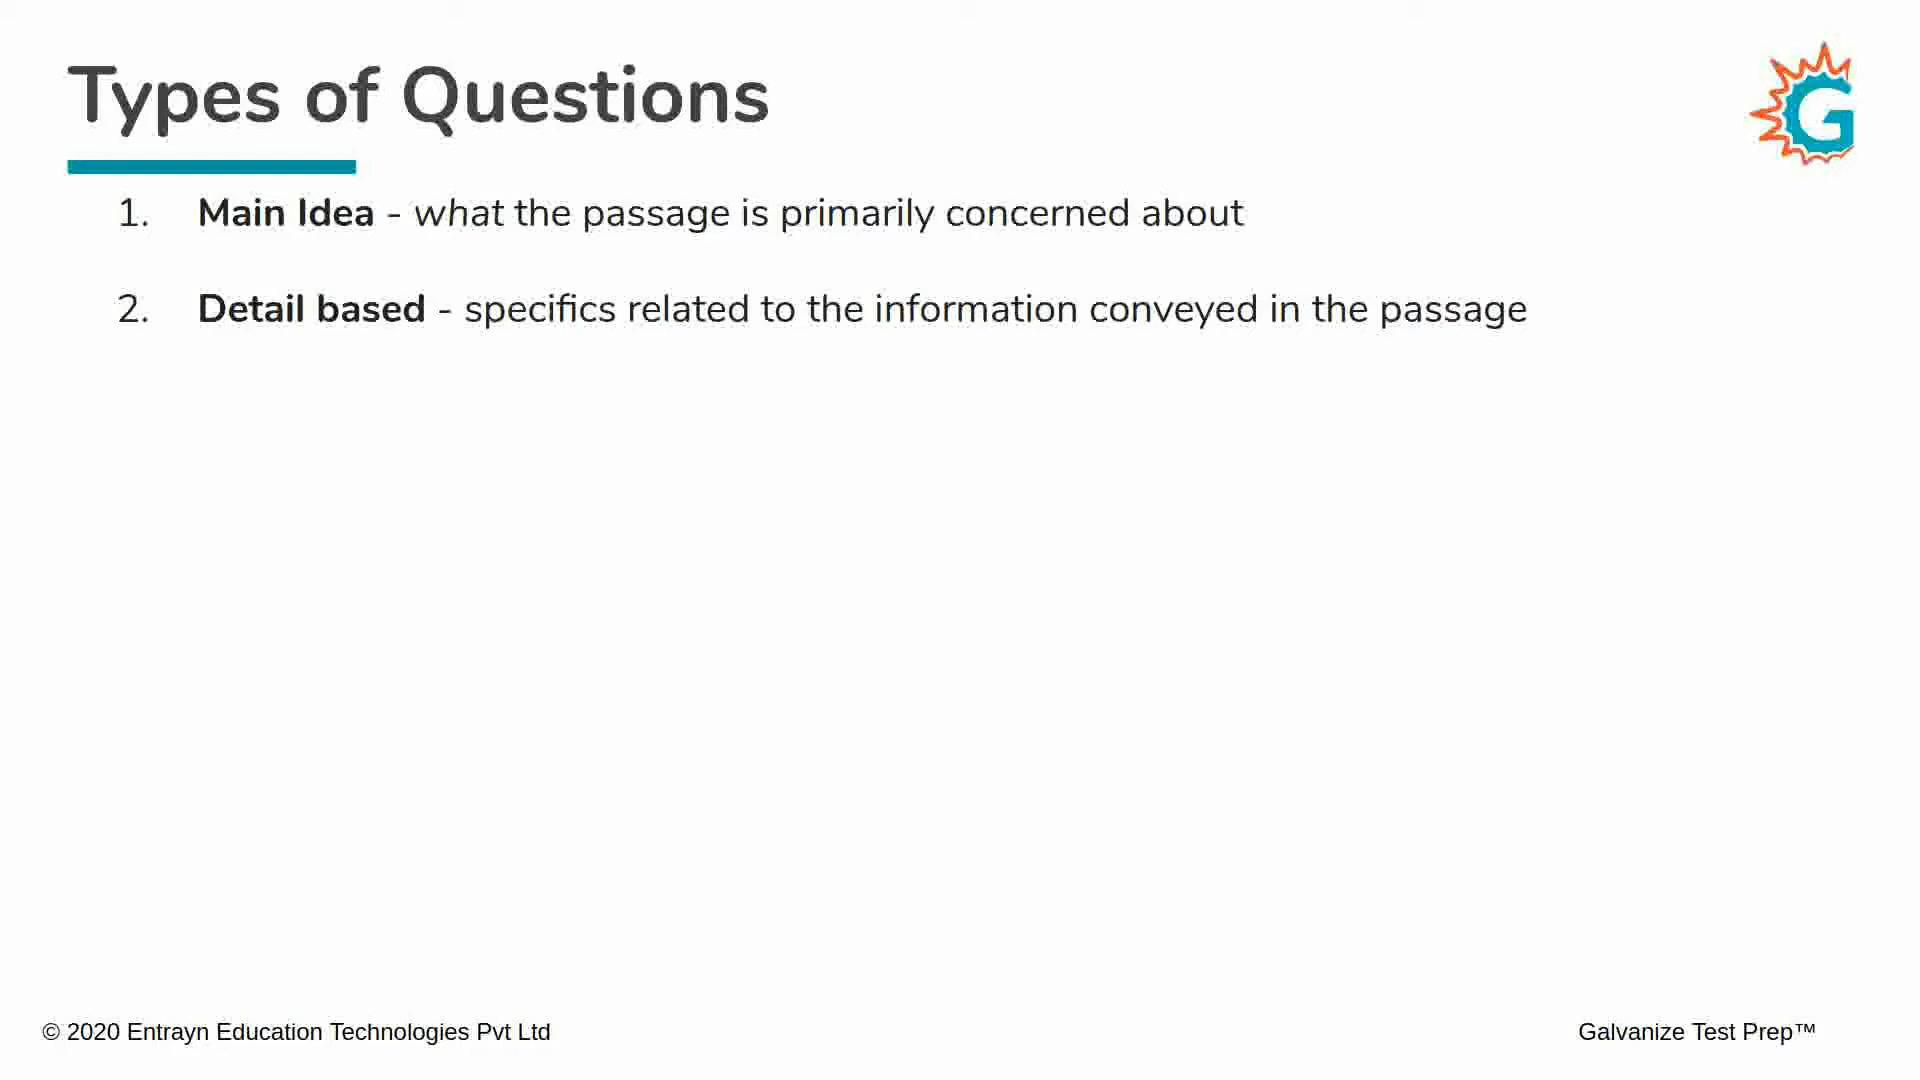 Types of Questions
G
1. Main Idea - what the passage is primarily concerned about
2. Detail based - specifics related to the information conveyed in the passage
© 2020 Entrayn Education Technologies Pvt Ltd
Galvanize Test Prep™